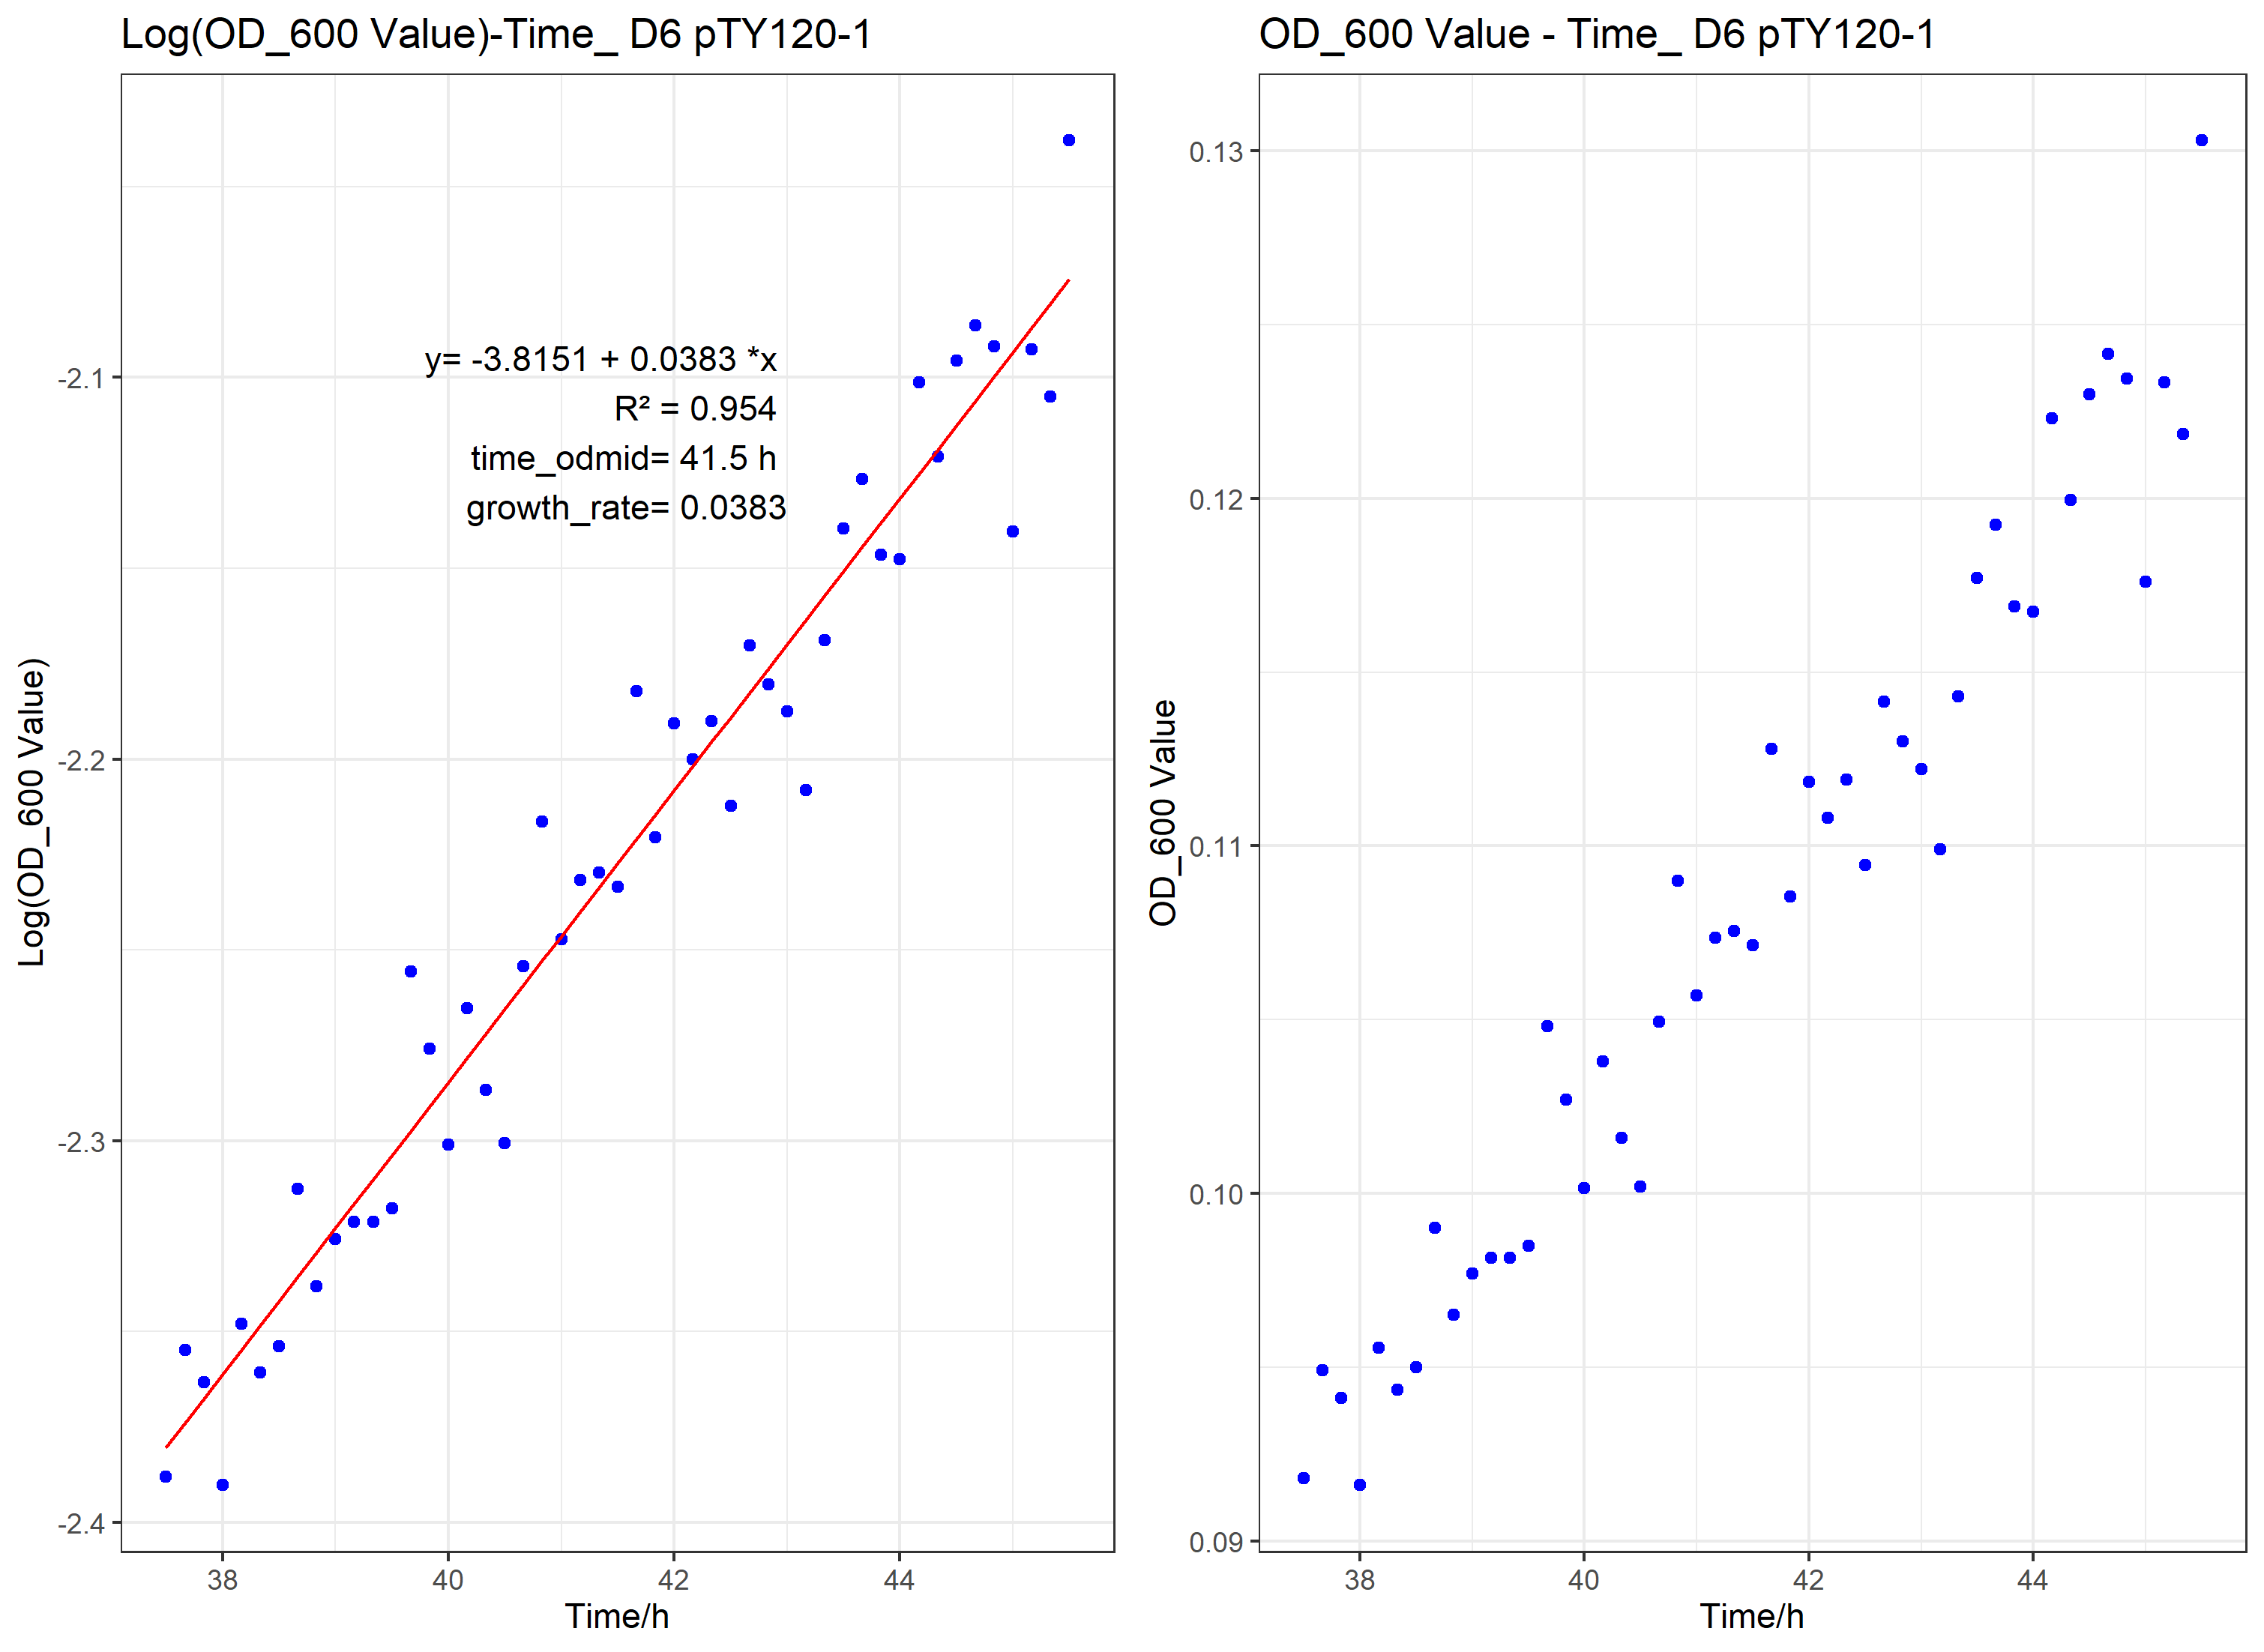 Log(OD_600 Value)-Time_ D6 pTY120-1
y= -3.8151 + 0.0383 *x
R² = 0.954
time_odmid= 41.5 h
growth_rate= 0.0383
-2.1
-2.2
-2.3
-2.4
Log(OD_600 Value)
38 40 42 44
Time/h
OD_600 Value - Time_ D6 pTY120-1
0.13
0.12
0.11
0.10
0.09
OD_600 Value
38 40 42 44
Time/h